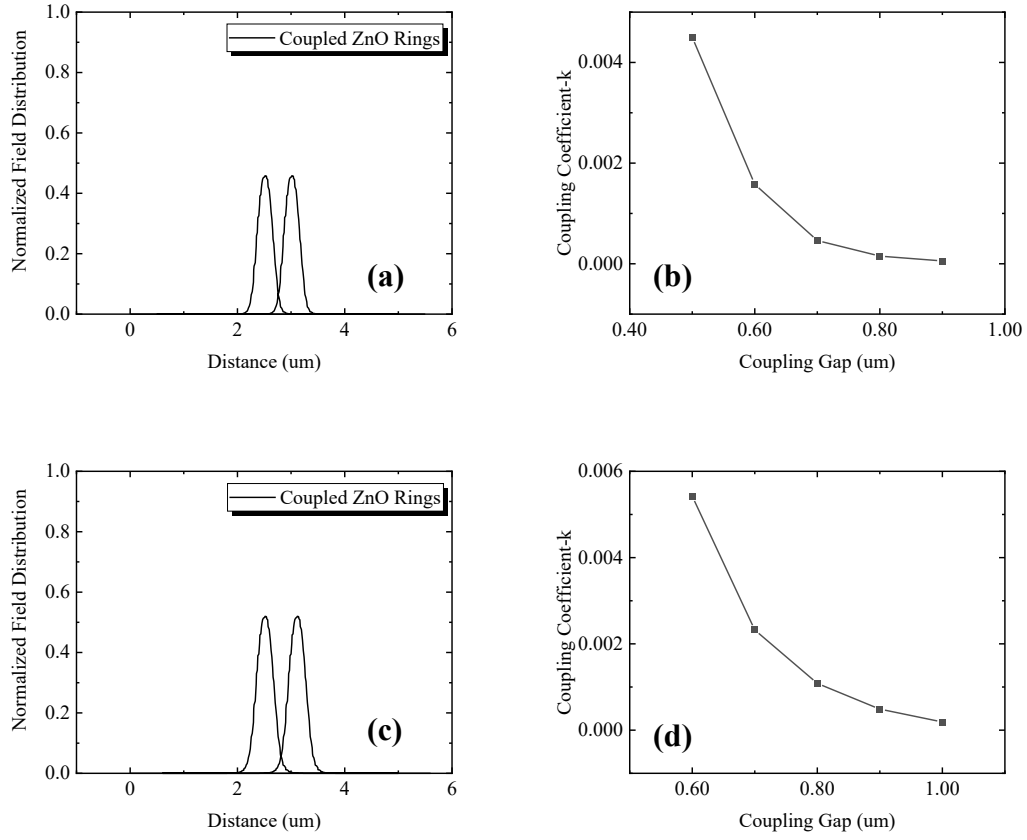 Normalized Field Distribution
1.0
0.8
0.6
0.4
0.2
0.0
Coupled ZnO Rings
(a)
0 2 4 6
Distance (um)
Coupling Coefficient-k
0.004
0.002
0.000
(b)
0.40 0.60 0.80 1.00
Coupling Gap (um)
Normalized Field Distribution
1.0
0.8
0.6
0.4
0.2
0.0
Coupled ZnO Rings
(c)
0 2 4 6
Distance (um)
Coupling Coefficient-k
0.006
0.004
0.002
0.000
(d)
0.60 0.80 1.00
Coupling Gap (um)